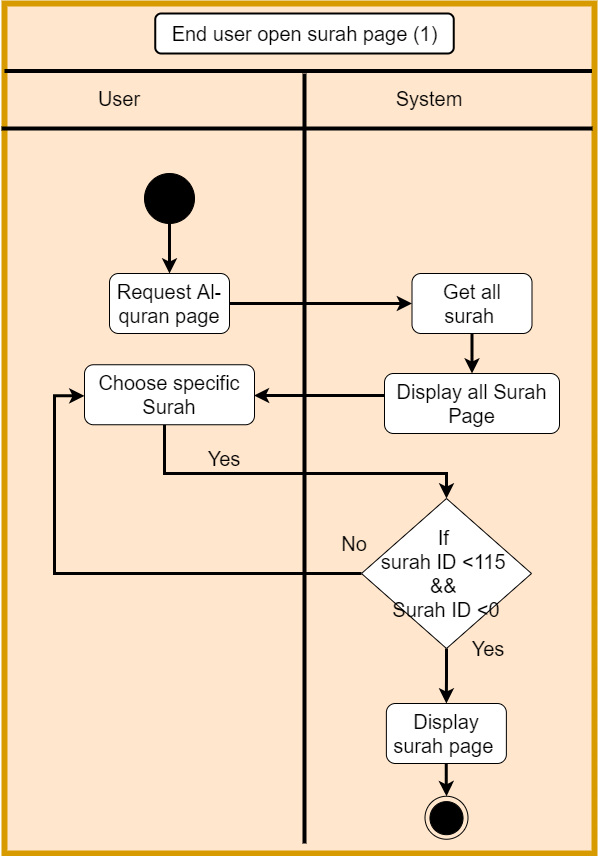 End user open surah page (1)
User
System
Request Al-
quran page
Get all
surah
Display all Surah
Page
Choose specific
Surah
Yes
No
If
surah ID <115
&&
Surah ID <0
Yes
Display
surah page